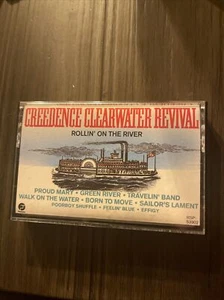 CREEDENCE CLEARWATER REVIVAL
ROLLIN' ON THE RIVER
PROUD MARY • GREEN RIVER • TRAVELIN' BAND
WALK ON THE WATER • BORN TO MOVE • SAILOR'S LAMENT
POORBOY SHUFFLE • FEELIN' BLUE • EFFIGY